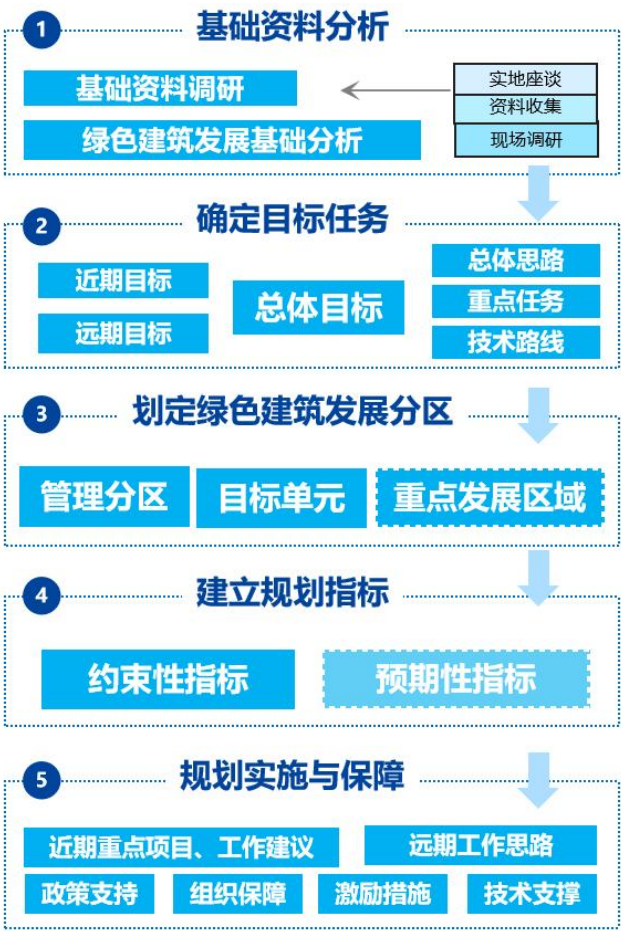 1 基础资料分析
基础资料调研
绿色建筑发展基础分析
实地座谈
资料收集
现场调研
2 确定目标任务
近期目标
远期目标
总体目标
总体思路
重点任务
技术路线
3 划定绿色建筑发展分区
管理分区 目标单元 重点发展区域
4 建立规划指标
约束性指标 预期性指标
5 规划实施与保障
近期重点项目、工作建议 远期工作思路
政策支持 组织保障 激励措施 技术支撑